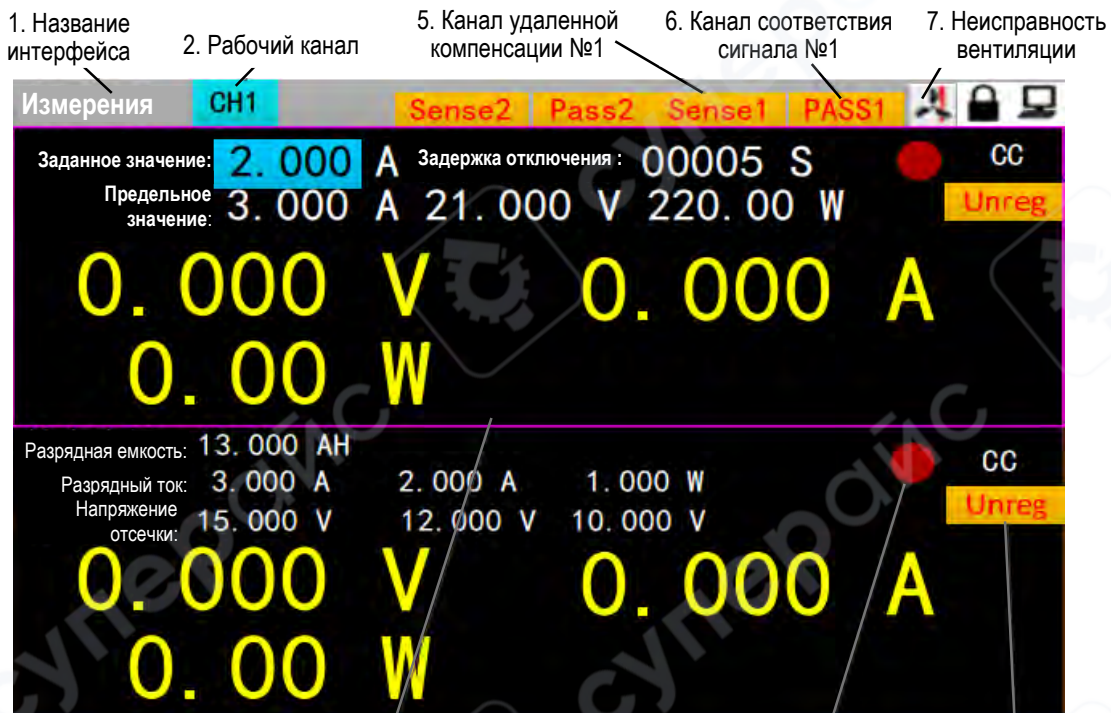 1. Название интерфейса
2. Рабочий канал
5. Канал удаленной компенсации №1
6. Канал соответствия сигнала №1
7. Неисправность вентиляции
Измерения CH1 Sense2 Pass2 Sense1 PASS1
Заданное значение: 2.000 A Задержка отключения : 00005 S CC
Предельное значение: 3.000 A 21.000 V 220.00 W Unreg
0.000 V 0.000 A
0.00 W
Разрядная емкость: 13.000 AH CC
Разрядный ток: 3.000 A 2.000 A 1.000 W
Напряжение отсечки: 15.000 V 12.000 V 10.000 V Unreg
0.000 V 0.000 A
0.00 W
суперайс
суперайс